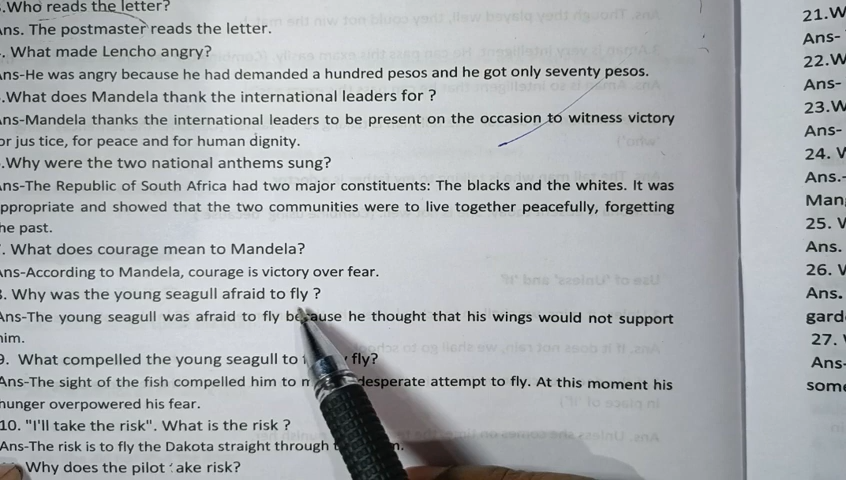 .Who reads the letter?
Ans. The postmaster reads the letter.
. What made Lencho angry?
Ans-He was angry because he had demanded a hundred pesos and he got only seventy pesos.
.What does Mandela thank the international leaders for ?
Ans-Mandela thanks the international leaders to be present on the occasion to witness victory
or jus tice, for peace and for human dignity.
.Why were the two national anthems sung?
Ans-The Republic of South Africa had two major constituents: The blacks and the whites. It was
ppropriate and showed that the two communities were to live together peacefully, forgetting
he past.
. What does courage mean to Mandela?
Ans-According to Mandela, courage is victory over fear.
8. Why was the young seagull afraid to fly ?
Ans-The young seagull was afraid to fly because he thought that his wings would not support
him.
9. What compelled the young seagull to fly?
Ans-The sight of the fish compelled him to desperate attempt to fly. At this moment his
hunger overpowered his fear.
10. "I'll take the risk". What is the risk ?
Ans-The risk is to fly the Dakota straight through
Why does the pilot take risk?
21.W
Ans-
22.W
Ans-
23.W
Ans-
24. V
Ans.-
Man
25. V
Ans.
26. V
Ans.
gard
27.
Ans-
som